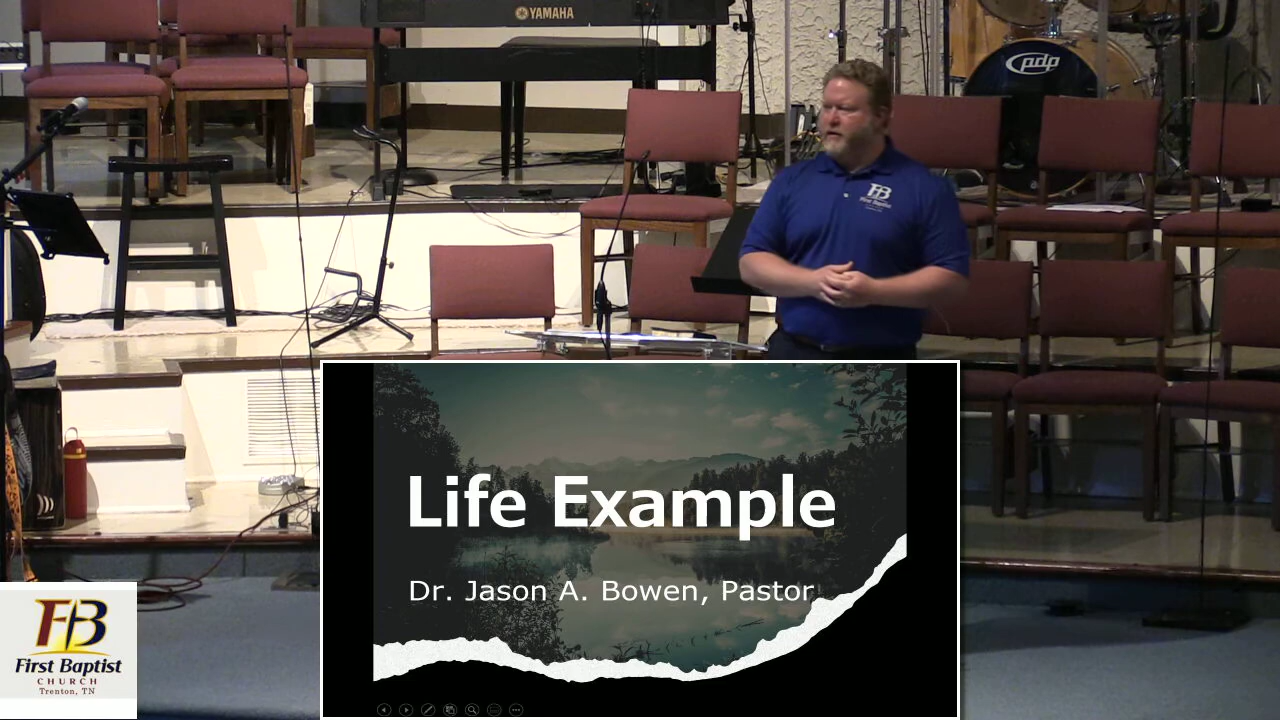 YAMAHA
pdp
FB
First Baptist
Life Example
Dr. Jason A. Bowen, Pastor
FB
First Baptist
CHURCH
Trenton, TN